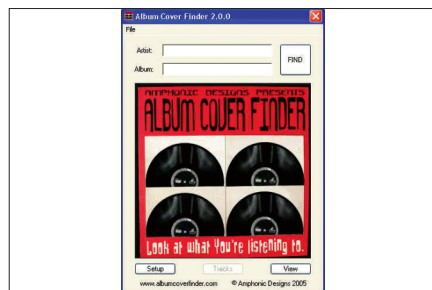 Album Cover Finder 2.0.0
File
Artist:
FIND
Album:
AMPHONIC DESIGNS PRESENTS
ALBUM COVER FINDER
Look at what You're listening to.
Setup Tracks View
www.albumcoverfinder.com © Amphonic Designs 2005